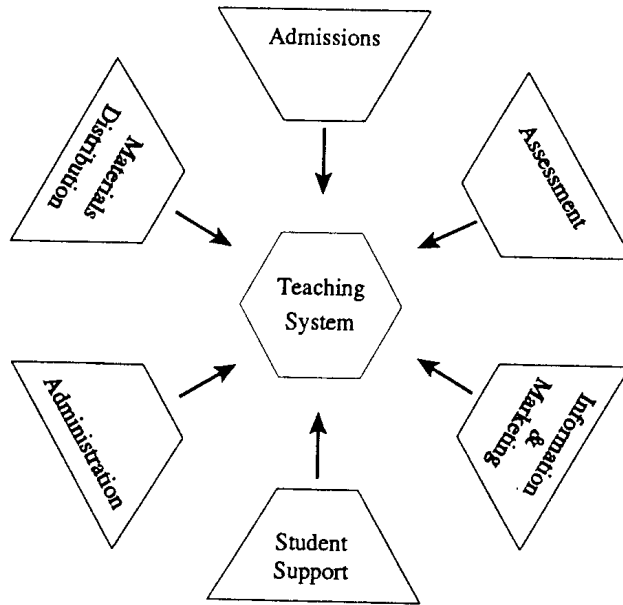 Admissions
Materials
Distribution
Assessment
Teaching
System
Administration
Information
&
Marketing
Student
Support